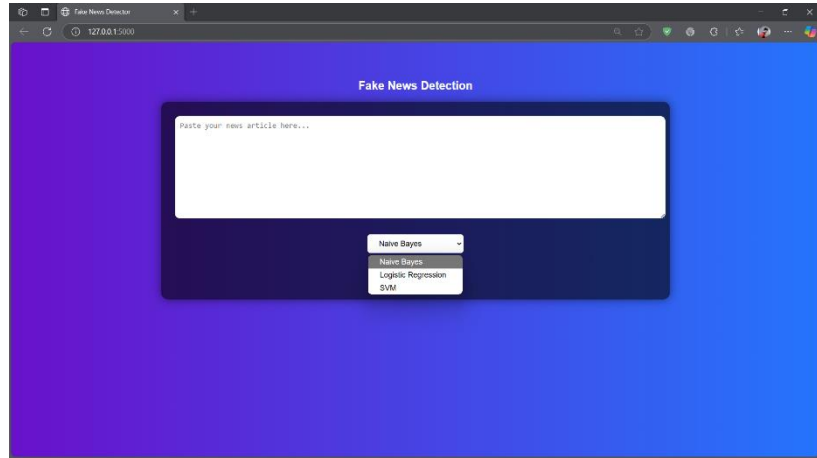 Fake News Detector
127.0.0.1:5000
Fake News Detection
Paste your news article here...
Naive Bayes
Naive Bayes
Logistic Regression
SVM